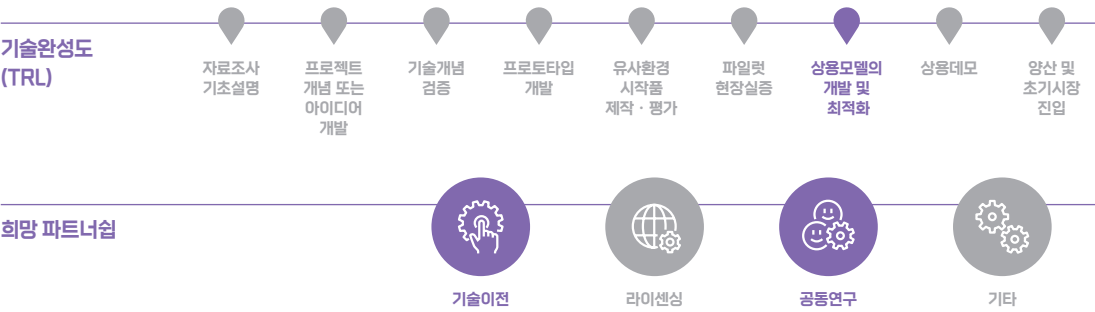 기술완성도
(TRL)
자료조사
기초설명
프로젝트
개념 또는
아이디어
개발
기술개념
검증
프로토타입
개발
유사환경
시작품
제작 · 평가
파일럿
현장실증
상용모델의
개발 및
최적화
상용데모
양산 및
초기시장
진입
희망 파트너쉽
기술이전
라이센싱
공동연구
기타